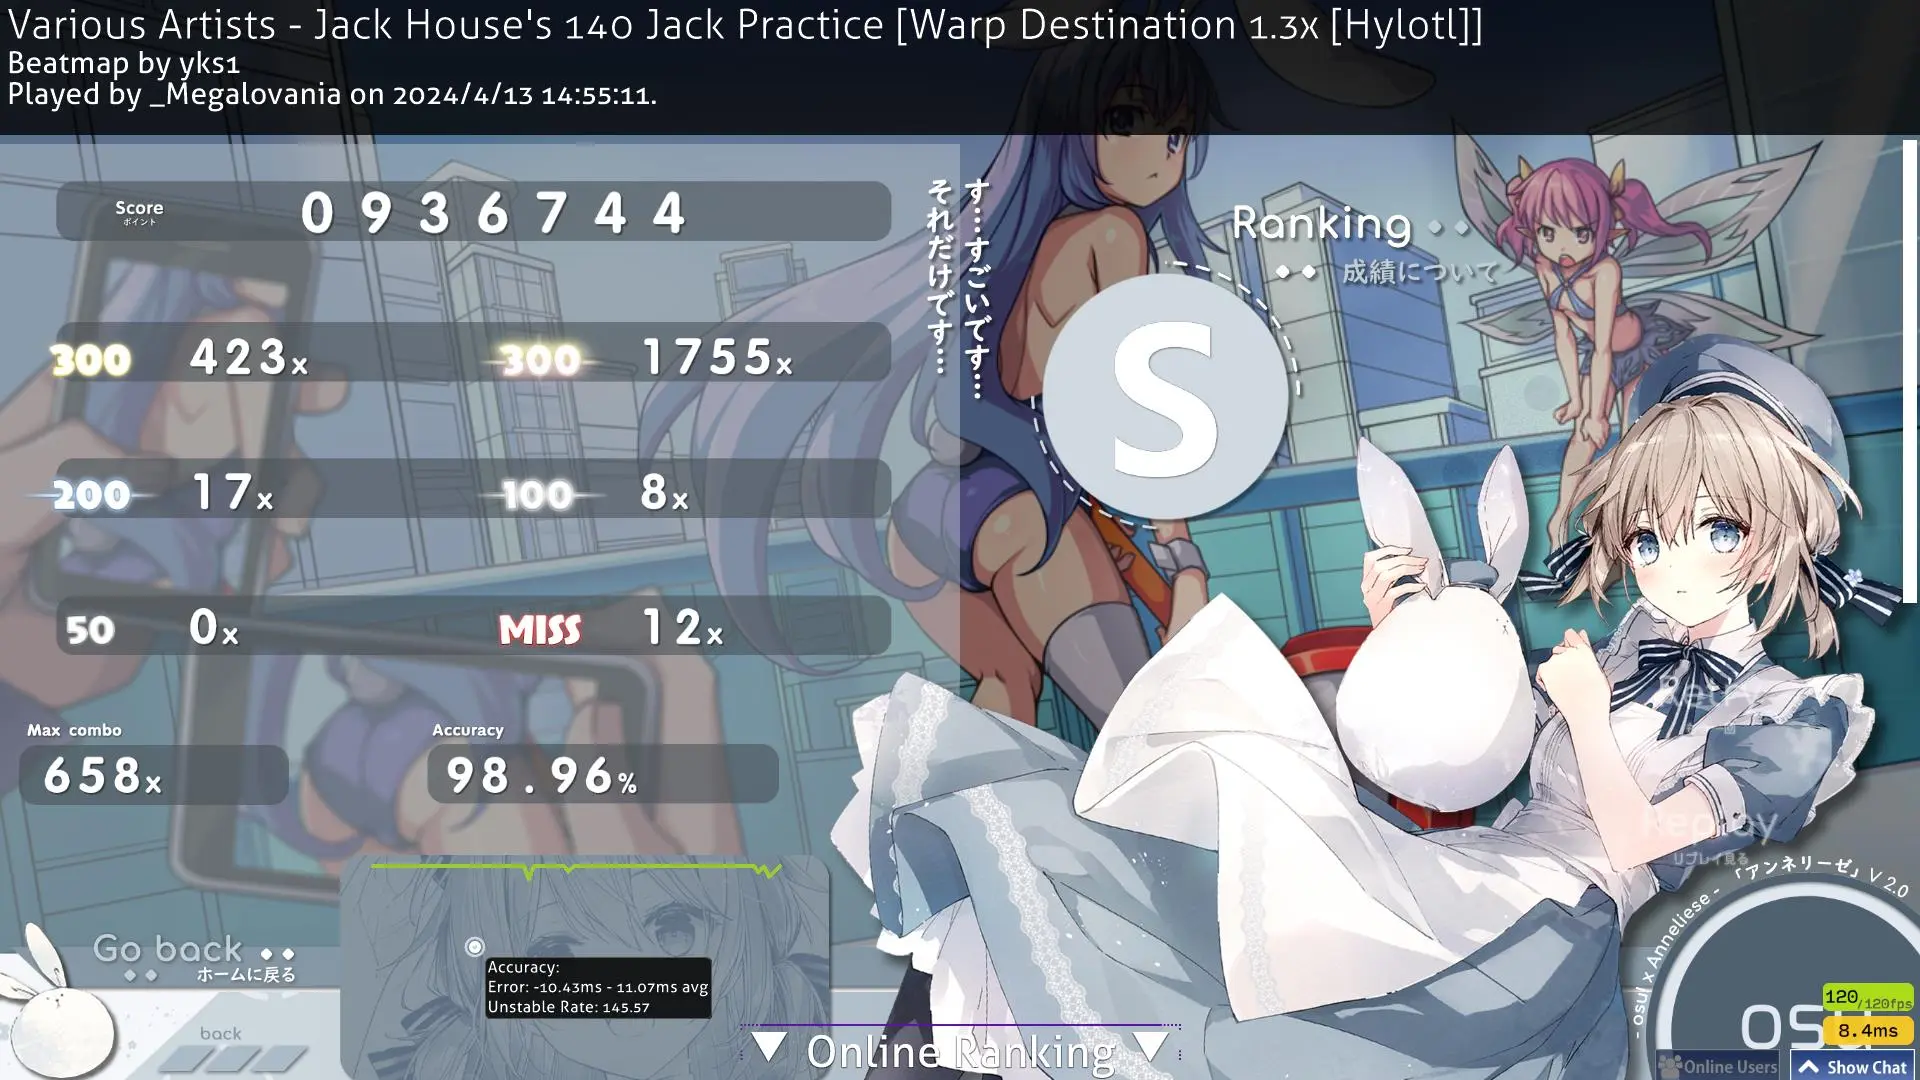 Various Artists - Jack House's 140 Jack Practice [Warp Destination 1.3x [Hylotl]]
Beatmap by yks1
Played by _Megalovania on 2024/4/13 14:55:11.
Score
ポイント
0936744
す…すごいです…
それだけです…
Ranking
成績について
S
300 423x
300 1755x
200 17x
100 8x
50 0x
MISS 12x
Max combo
658x
Accuracy
98.96%
Replay
リプレイ見る
- osu! x Anneliese - 「アンネリーゼ」 V 2.0
Go back
ホームに戻る
back
Accuracy:
Error: -10.43ms - 11.07ms avg
Unstable Rate: 145.57
Online Ranking
120/120fps
8.4ms
Online Users
Show Chat